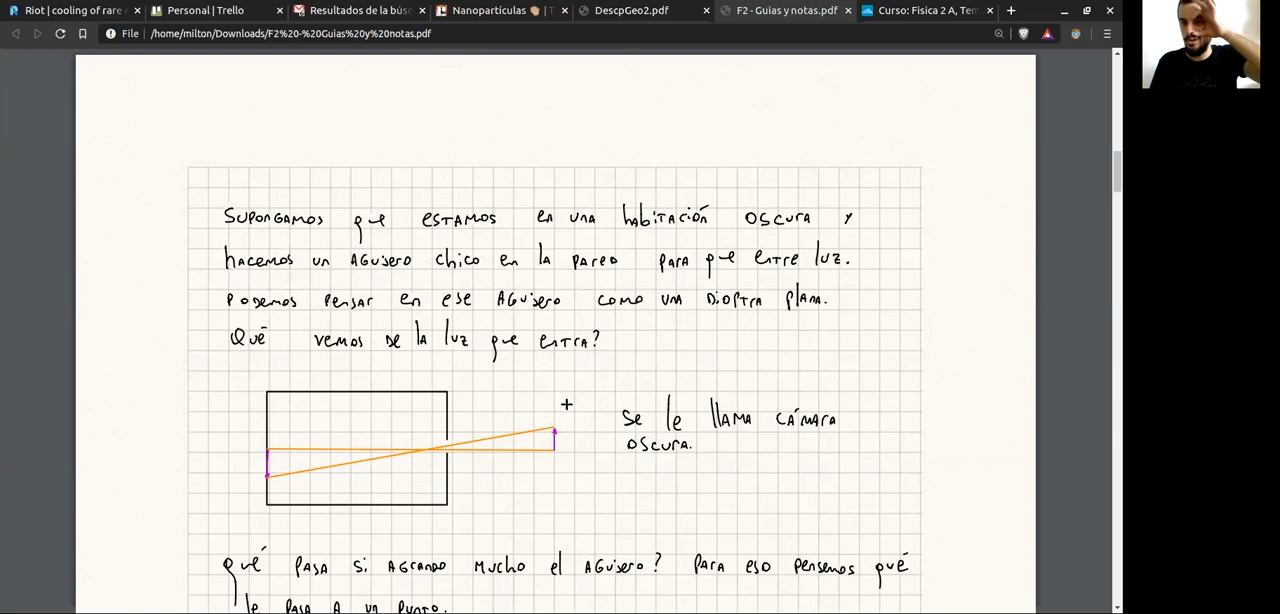 Riot | cooling of rare e
Personal | Trello
Resultados de la bús
Nanopartículas 👏🏽 | T
DescpGeo2.pdf
F2 - Guias y notas.pdf
Curso: Fisica 2 A, Tem
File | /home/milton/Downloads/F2%20-%20Guias%20y%20notas.pdf
Supongamos que estamos en una habitación oscura y
hacemos un agujero chico en la pared para que entre luz.
Podemos pensar en ese agujero como una dioptra plana.
Qué vemos de la luz que entra?
Se le llama cámara
oscura.
Qué pasa si agrando mucho el agujero? Para eso pensemos qué
le pasa a un punto.